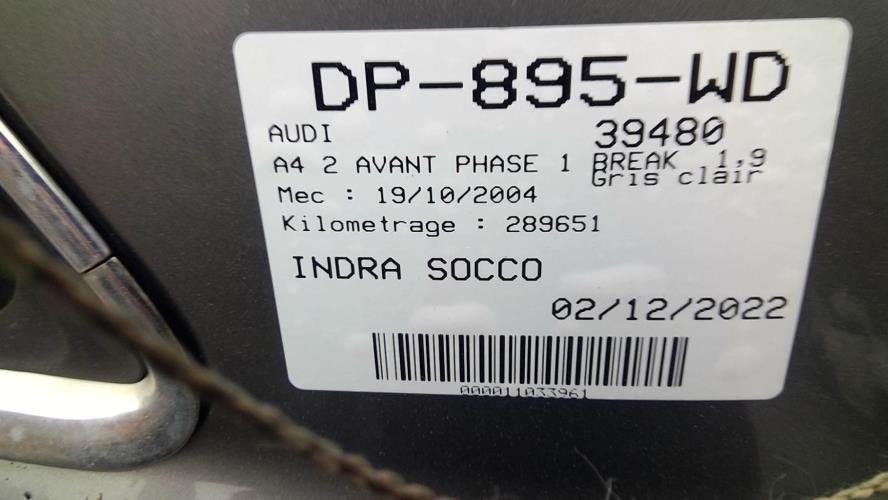 DP-895-WD
AUDI 39480
A4 2 AVANT PHASE 1 BREAK 1,9
Gris clair
Mec : 19/10/2004
Kilometrage : 289651
INDRA SOCCO
02/12/2022
000011033961